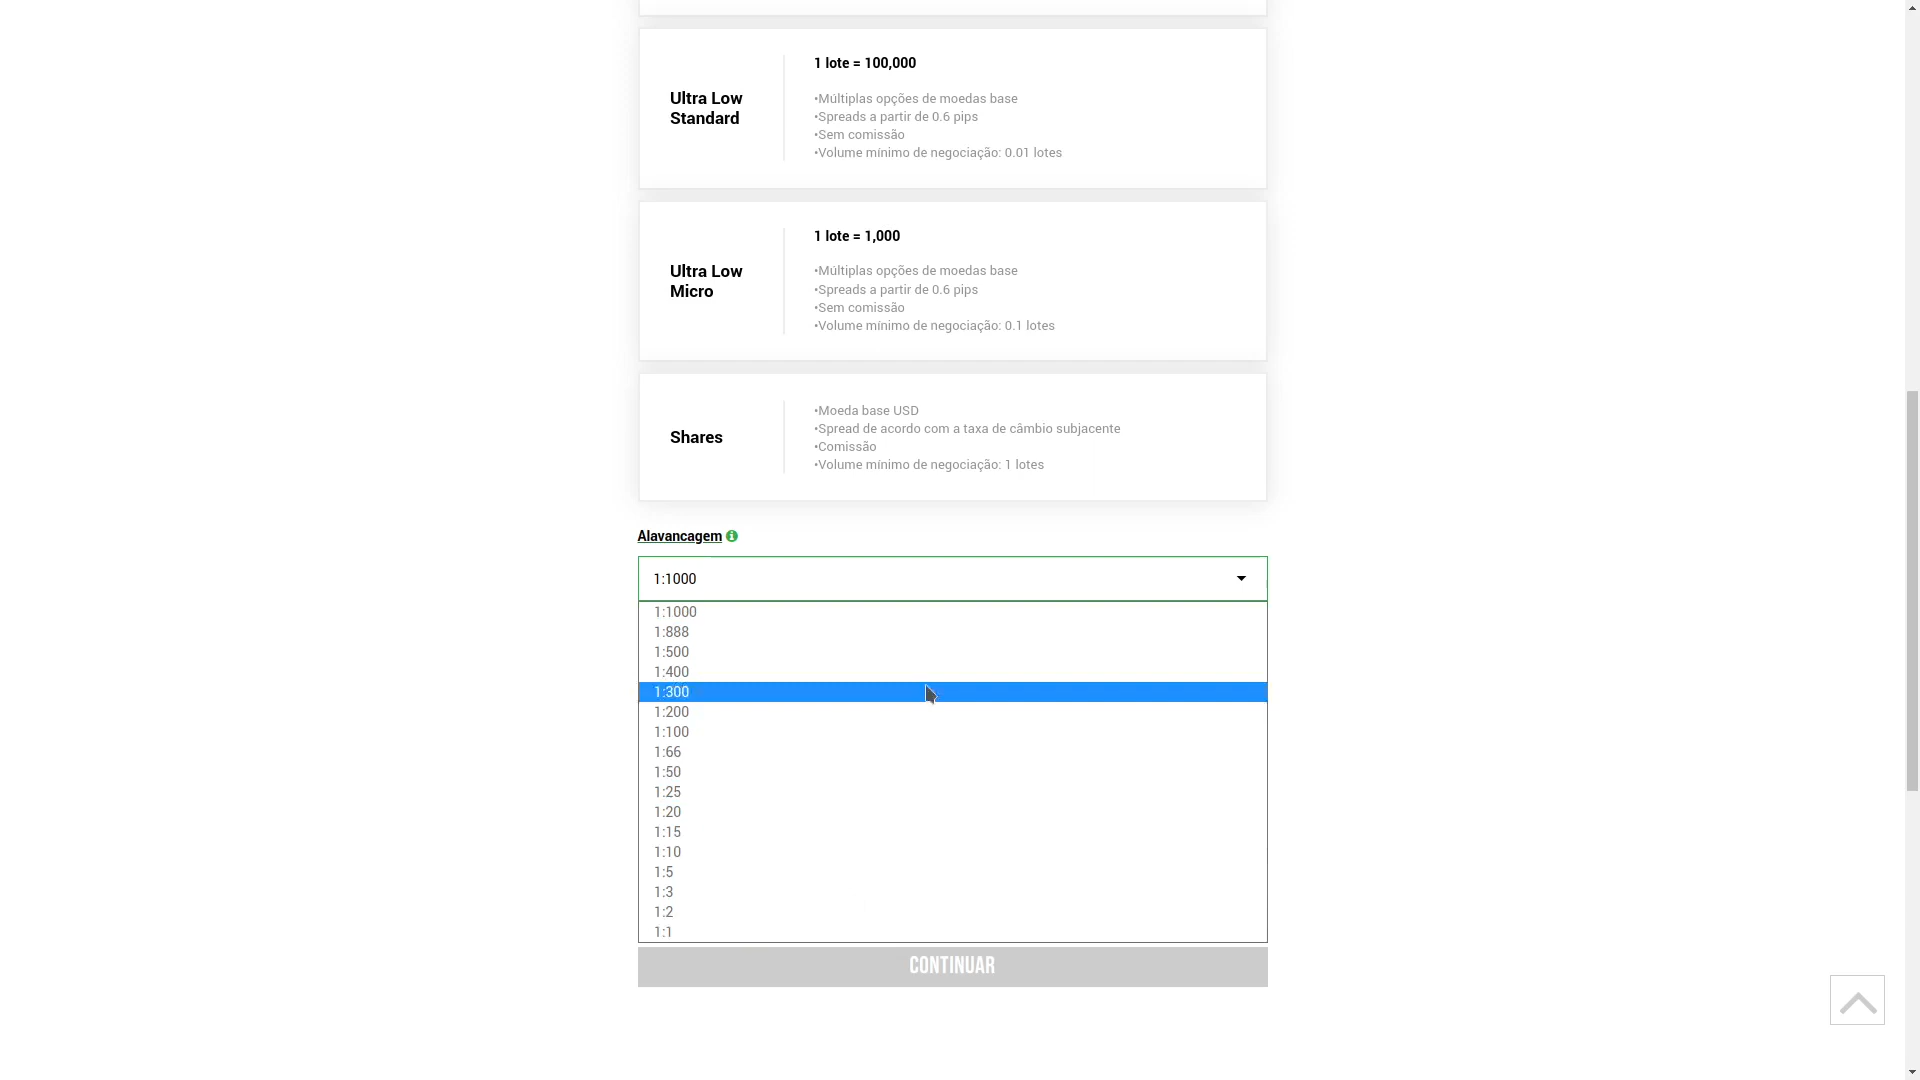 Ultra Low
Standard
1 lote = 100,000
•Múltiplas opções de moedas base
•Spreads a partir de 0.6 pips
•Sem comissão
•Volume mínimo de negociação: 0.01 lotes
Ultra Low
Micro
1 lote = 1,000
•Múltiplas opções de moedas base
•Spreads a partir de 0.6 pips
•Sem comissão
•Volume mínimo de negociação: 0.1 lotes
Shares
•Moeda base USD
•Spread de acordo com a taxa de câmbio subjacente
•Comissão
•Volume mínimo de negociação: 1 lotes
Alavancagem
1:1000
1:1000
1:888
1:500
1:400
1:300
1:200
1:100
1:66
1:50
1:25
1:20
1:15
1:10
1:5
1:3
1:2
1:1
CONTINUAR